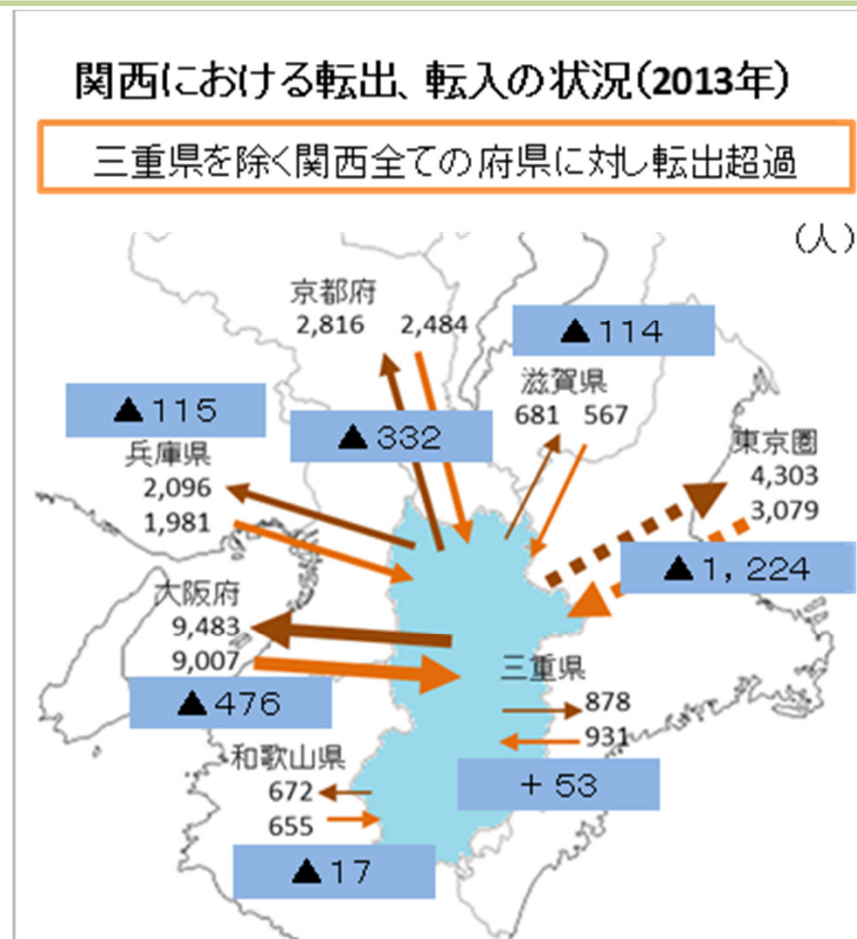 関西における転出、転入の状況(2013年)
三重県を除く関西全ての府県に対し転出超過
(人)
京都府
2,816 2,484
▲114
滋賀県
681 567
▲115
▲332
兵庫県
2,096
1,981
東京圏
4,303
3,079
▲1,224
大阪府
9,483
9,007
▲476
三重県
878
931
+53
和歌山県
672
655
▲17